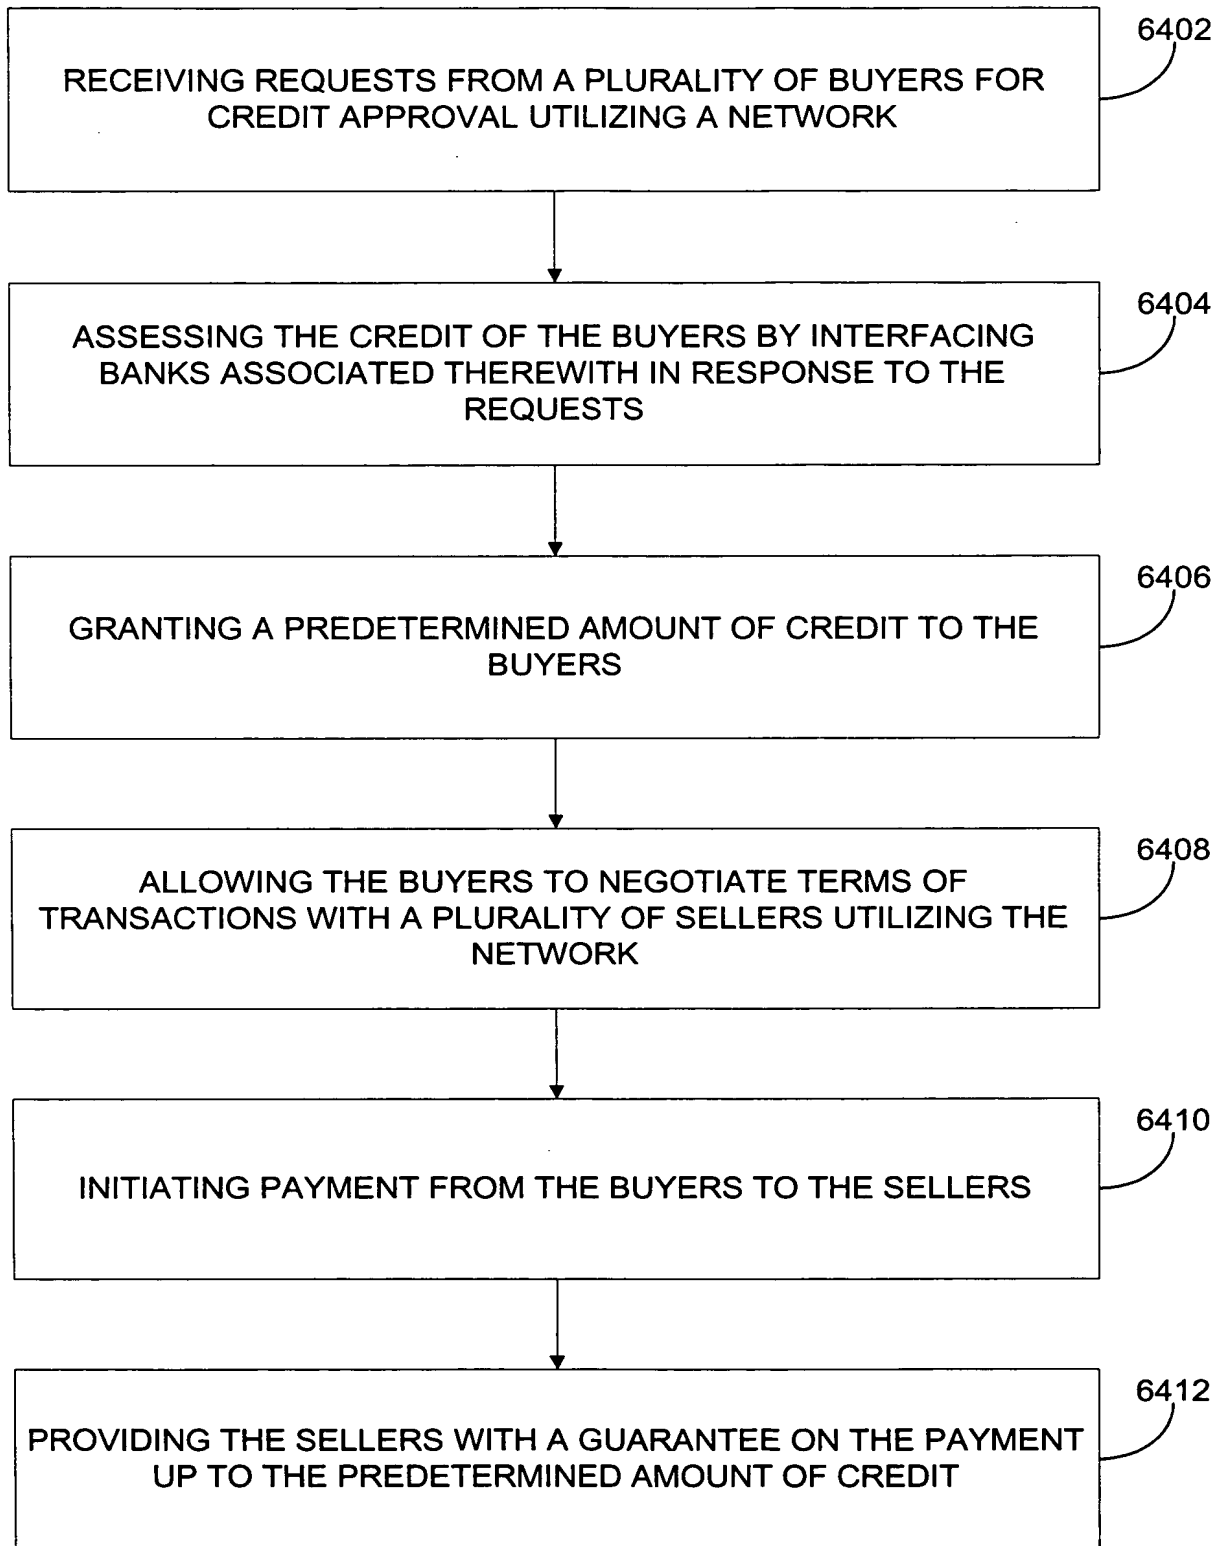 6402
RECEIVING REQUESTS FROM A PLURALITY OF BUYERS FOR
CREDIT APPROVAL UTILIZING A NETWORK
6404
ASSESSING THE CREDIT OF THE BUYERS BY INTERFACING
BANKS ASSOCIATED THEREWITH IN RESPONSE TO THE
REQUESTS
6406
GRANTING A PREDETERMINED AMOUNT OF CREDIT TO THE
BUYERS
6408
ALLOWING THE BUYERS TO NEGOTIATE TERMS OF
TRANSACTIONS WITH A PLURALITY OF SELLERS UTILIZING THE
NETWORK
6410
INITIATING PAYMENT FROM THE BUYERS TO THE SELLERS
6412
PROVIDING THE SELLERS WITH A GUARANTEE ON THE PAYMENT
UP TO THE PREDETERMINED AMOUNT OF CREDIT